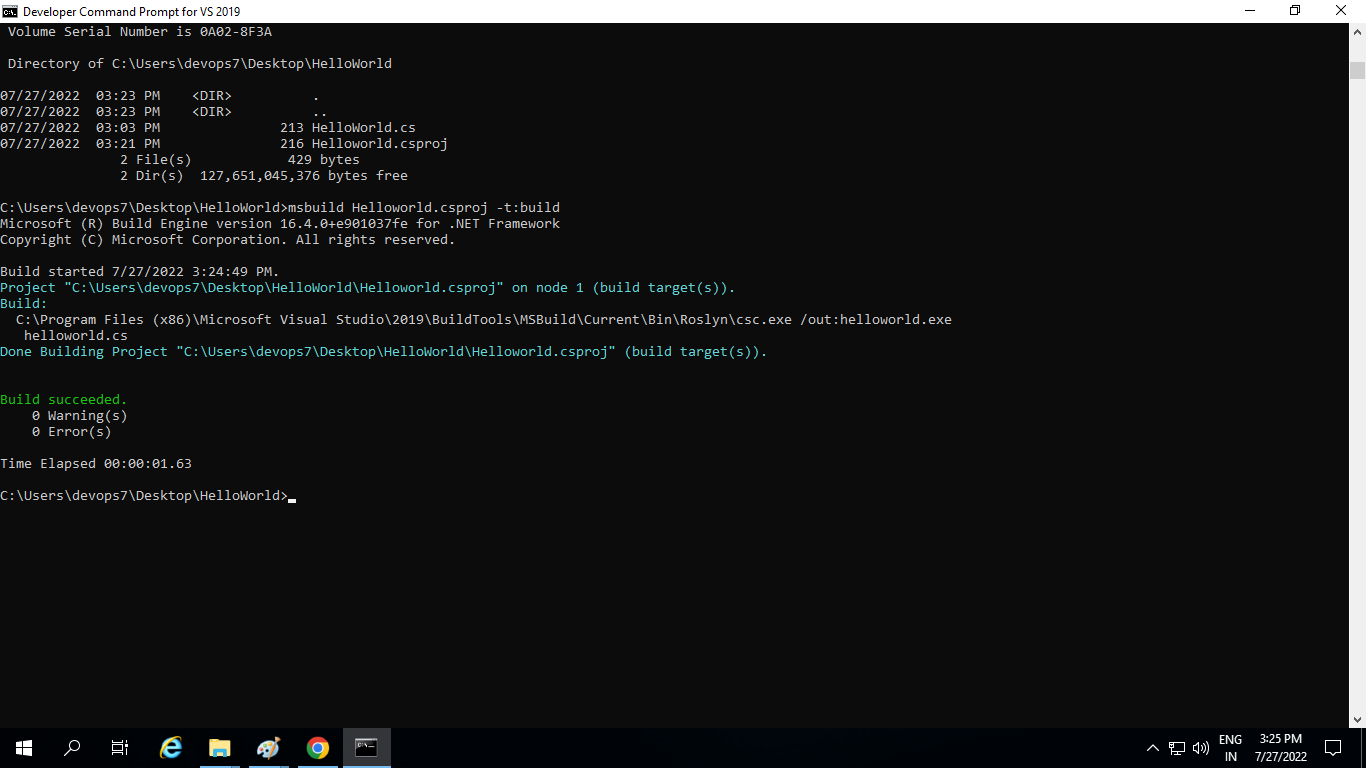 Developer Command Prompt for VS 2019
Volume Serial Number is 0A02-8F3A
Directory of C:\Users\devops7\Desktop\HelloWorld
07/27/2022  03:23 PM    <DIR>          .
07/27/2022  03:23 PM    <DIR>          ..
07/27/2022  03:03 PM               213 HelloWorld.cs
07/27/2022  03:21 PM               216 Helloworld.csproj
2 File(s)            429 bytes
2 Dir(s)  127,651,045,376 bytes free
C:\Users\devops7\Desktop\HelloWorld>msbuild Helloworld.csproj -t:build
Microsoft (R) Build Engine version 16.4.0+e901037fe for .NET Framework
Copyright (C) Microsoft Corporation. All rights reserved.
Build started 7/27/2022 3:24:49 PM.
Project "C:\Users\devops7\Desktop\HelloWorld\Helloworld.csproj" on node 1 (build target(s)).
Build:
C:\Program Files (x86)\Microsoft Visual Studio\2019\BuildTools\MSBuild\Current\Bin\Roslyn\csc.exe /out:helloworld.exe
helloworld.cs
Done Building Project "C:\Users\devops7\Desktop\HelloWorld\Helloworld.csproj" (build target(s)).
Build succeeded.
0 Warning(s)
0 Error(s)
Time Elapsed 00:00:01.63
C:\Users\devops7\Desktop\HelloWorld>
ENG
IN
3:25 PM
7/27/2022